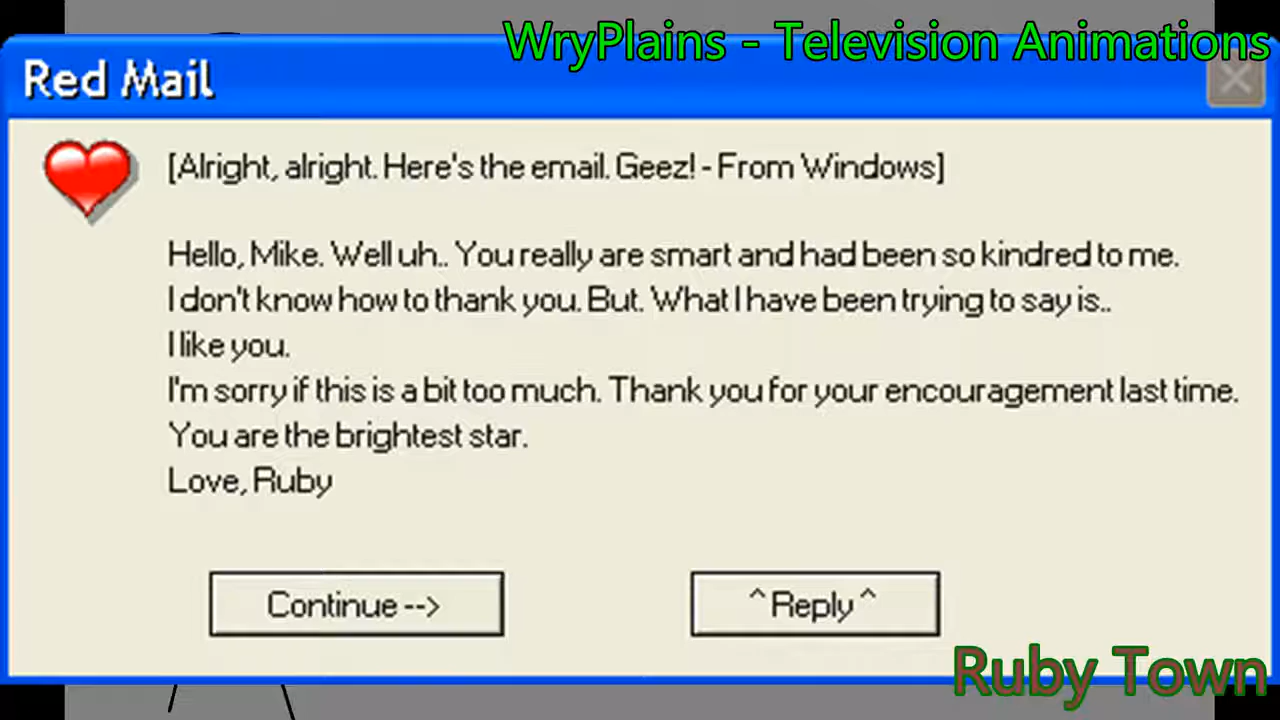 WryPlains - Television Animations
Red Mail
[Alright, alright. Here's the email. Geez! - From Windows]
Hello, Mike. Well uh.. You really are smart and had been so kindred to me.
I don't know how to thank you. But. What I have been trying to say is..
I like you.
I'm sorry if this is a bit too much. Thank you for your encouragement last time.
You are the brightest star.
Love, Ruby
Continue -->
^ Reply ^
Ruby Town